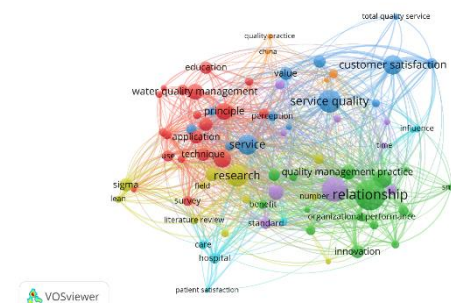 total quality service
quality practice
china
education
value
customer satisfaction
water quality management
service quality
principle
perception
influence
application
service
time
use
technique
quality management practice
research
sigma
field
number
relationship
lean
survey
benefit
organizational performance
literature review
standard
care
innovation
hospital
patient satisfaction
VOSviewer